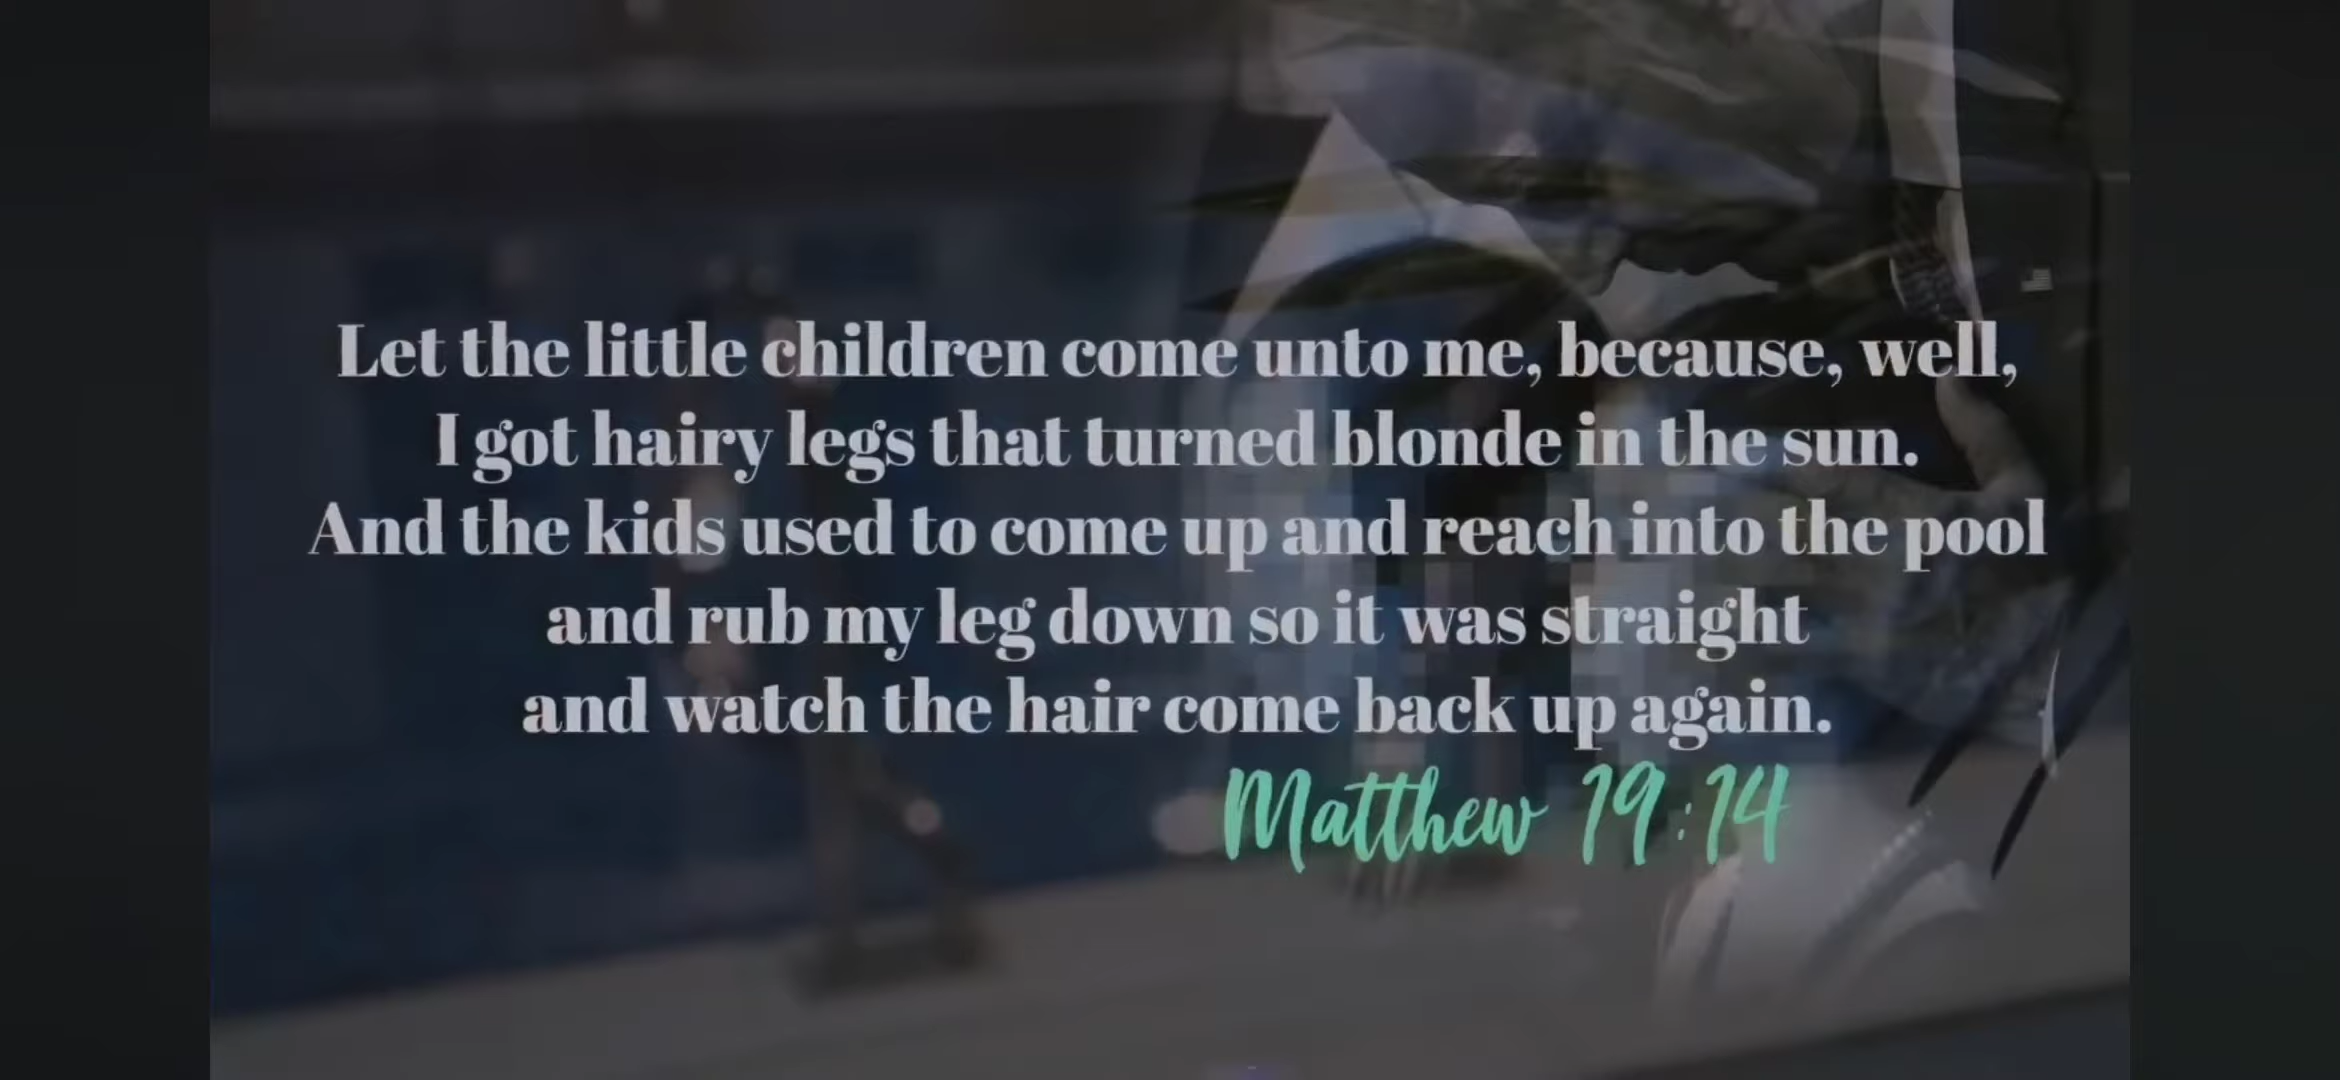 Let the little children come unto me, because, well,
I got hairy legs that turned blonde in the sun.
And the kids used to come up and reach into the pool
and rub my leg down so it was straight
and watch the hair come back up again.
Matthew 19:14